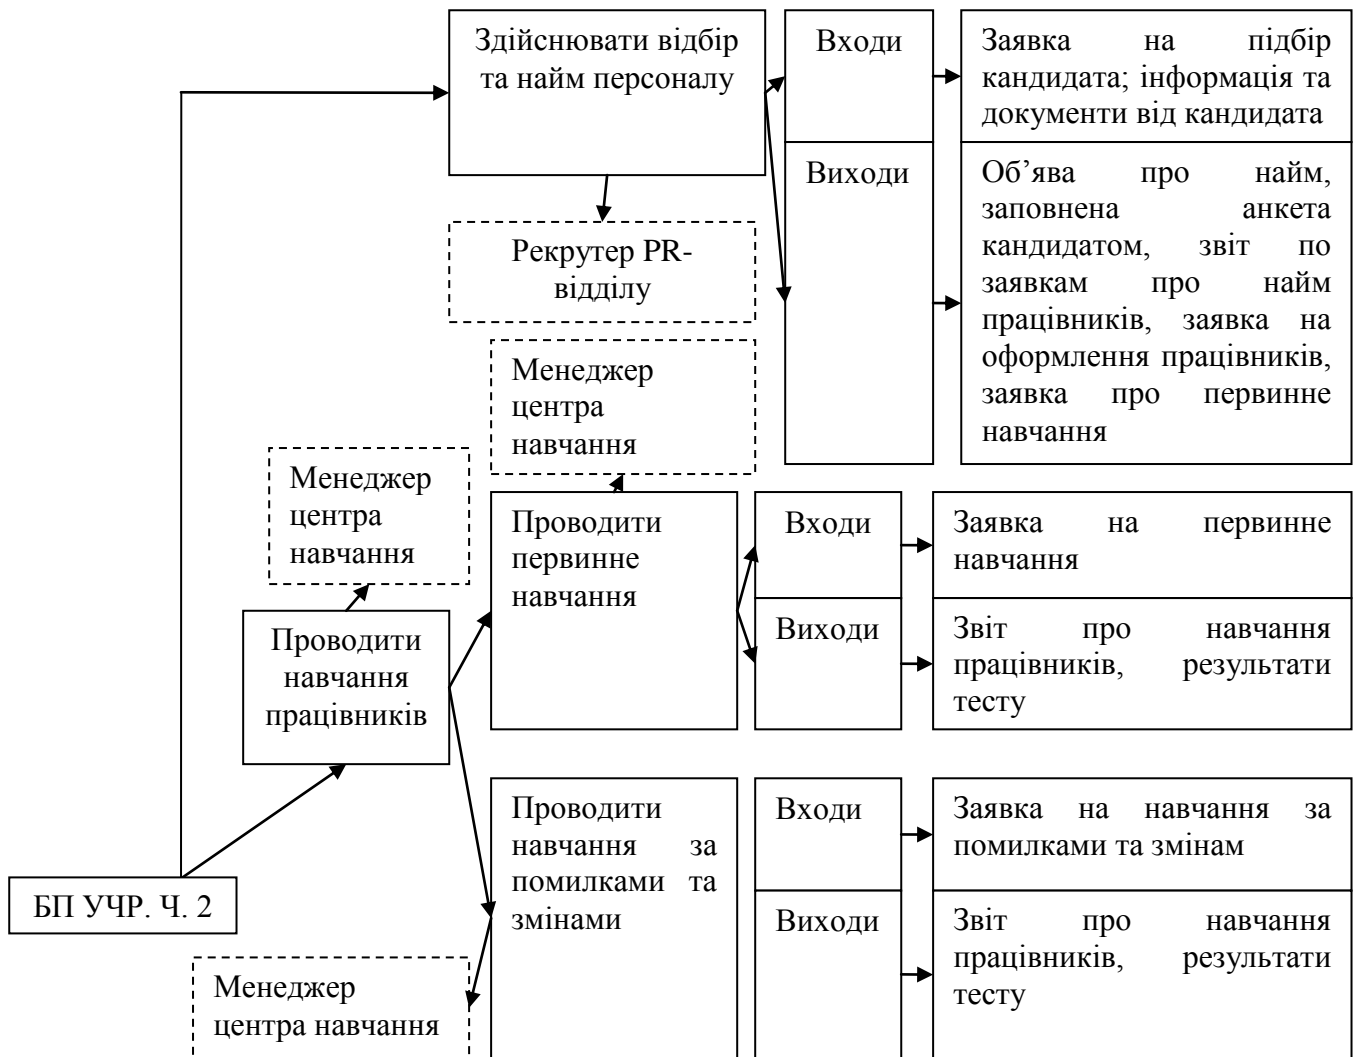 Здійснювати відбір
та найм персоналу
Входи
Заявка на підбір
кандидата; інформація та
документи від кандидата
Виходи
Об’ява про найм,
заповнена анкета
кандидатом, звіт по
заявкам про найм
працівників, заявка на
оформлення працівників,
заявка про первинне
навчання
Рекрутер PR-
відділу
Менеджер
центра
навчання
Менеджер
центра
навчання
Проводити
первинне
навчання
Входи
Заявка на первинне
навчання
Виходи
Звіт про навчання
працівників, результати
тесту
Проводити
навчання
працівників
Проводити
навчання за
помилками та
змінами
Входи
Заявка на навчання за
помилками та змінам
Виходи
Звіт про навчання
працівників, результати
тесту
БП УЧР. Ч. 2
Менеджер
центра навчання